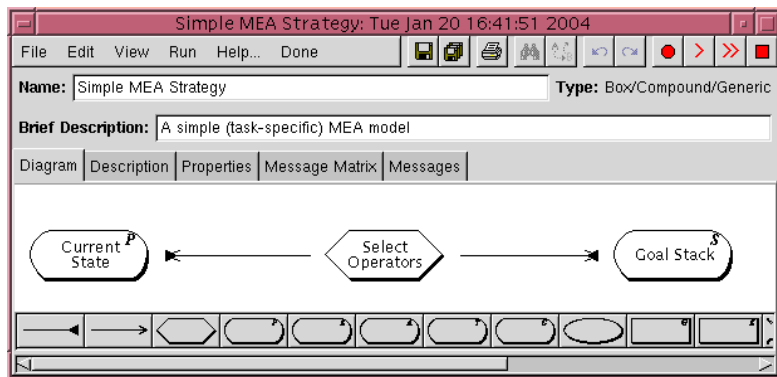 Simple MEA Strategy: Tue Jan 20 16:41:51 2004
File Edit View Run Help... Done
Name: Simple MEA Strategy Type: Box/Compound/Generic
Brief Description: A simple (task-specific) MEA model
Diagram Description Properties Message Matrix Messages
Current P
State
Select
Operators
Goal Stack S